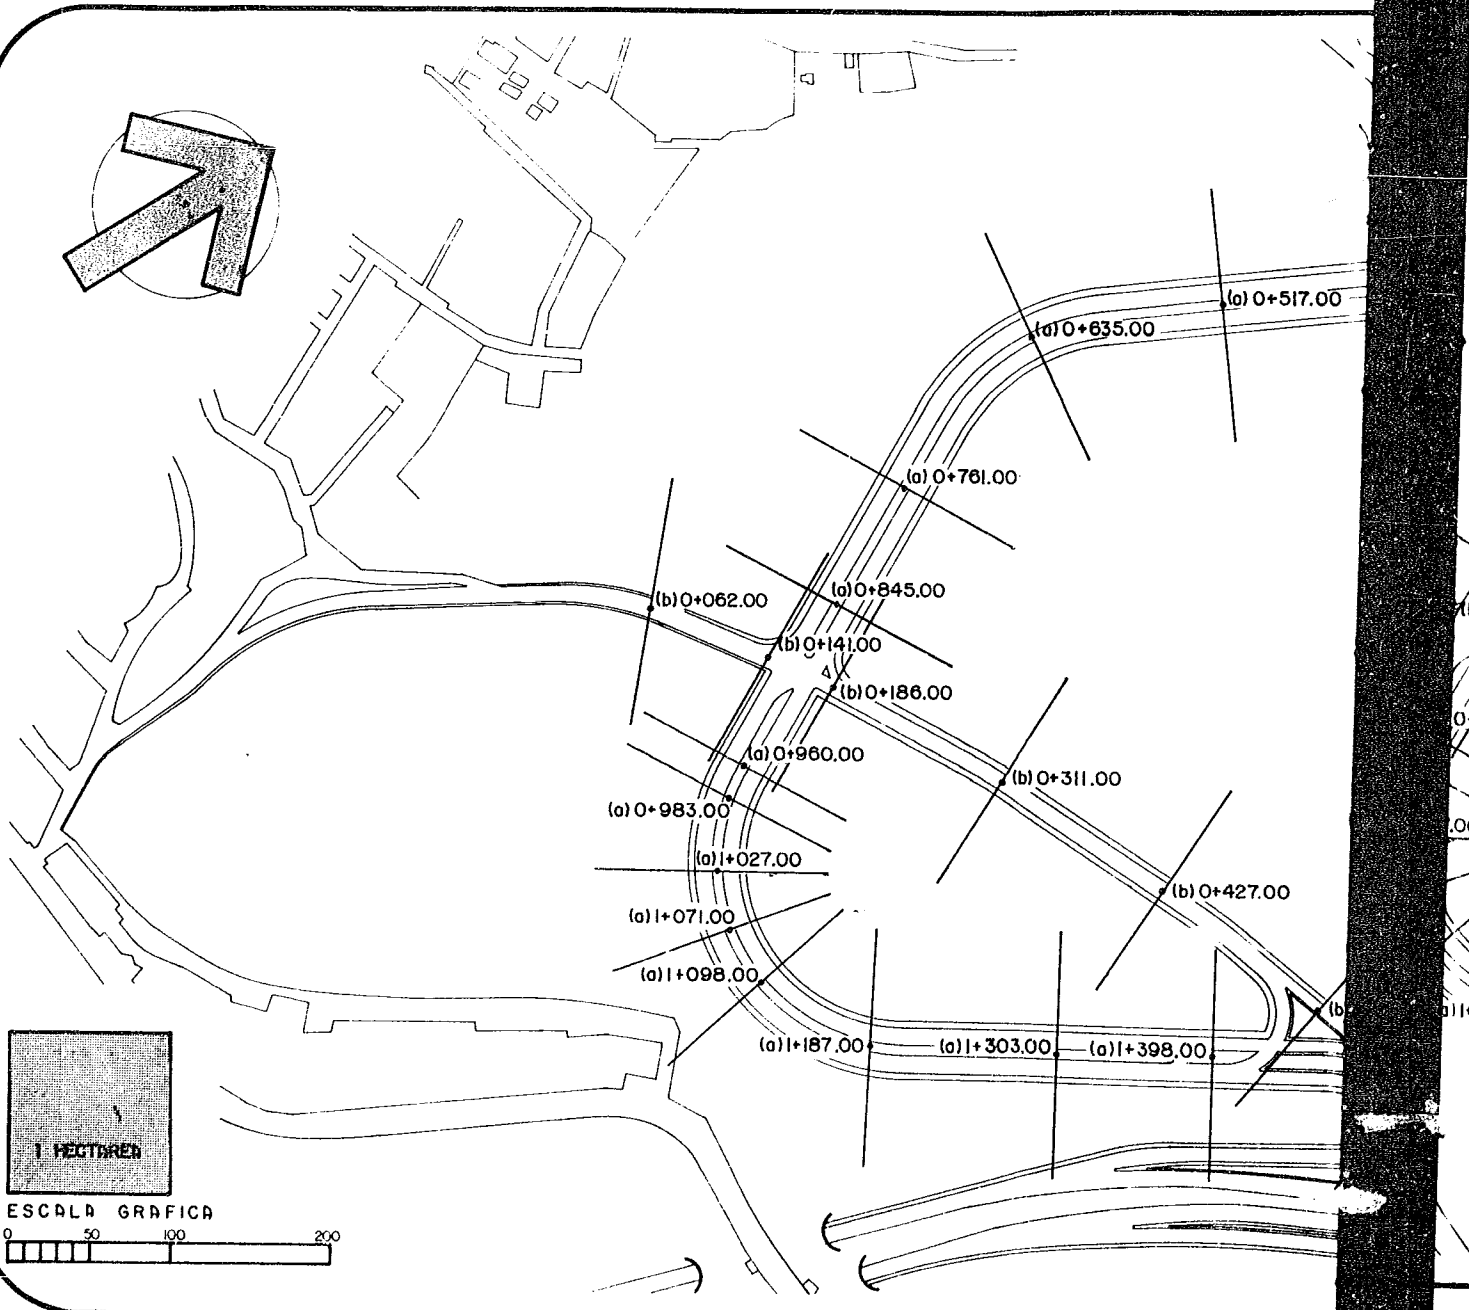 (a) 0+517.00
(a) 0+635.00
(a) 0+761.00
(a) 0+845.00
(b) 0+062.00
(b) 0+141.00
(b) 0+186.00
(a) 0+960.00
(b) 0+311.00
(a) 0+983.00
(a) 1+027.00
(b) 0+427.00
(a) 1+071.00
(a) 1+098.00
(a) 1+187.00
(a) 1+303.00
(a) 1+398.00
1 HECTAREA
ESCALA GRAFICA
0 50 100 200